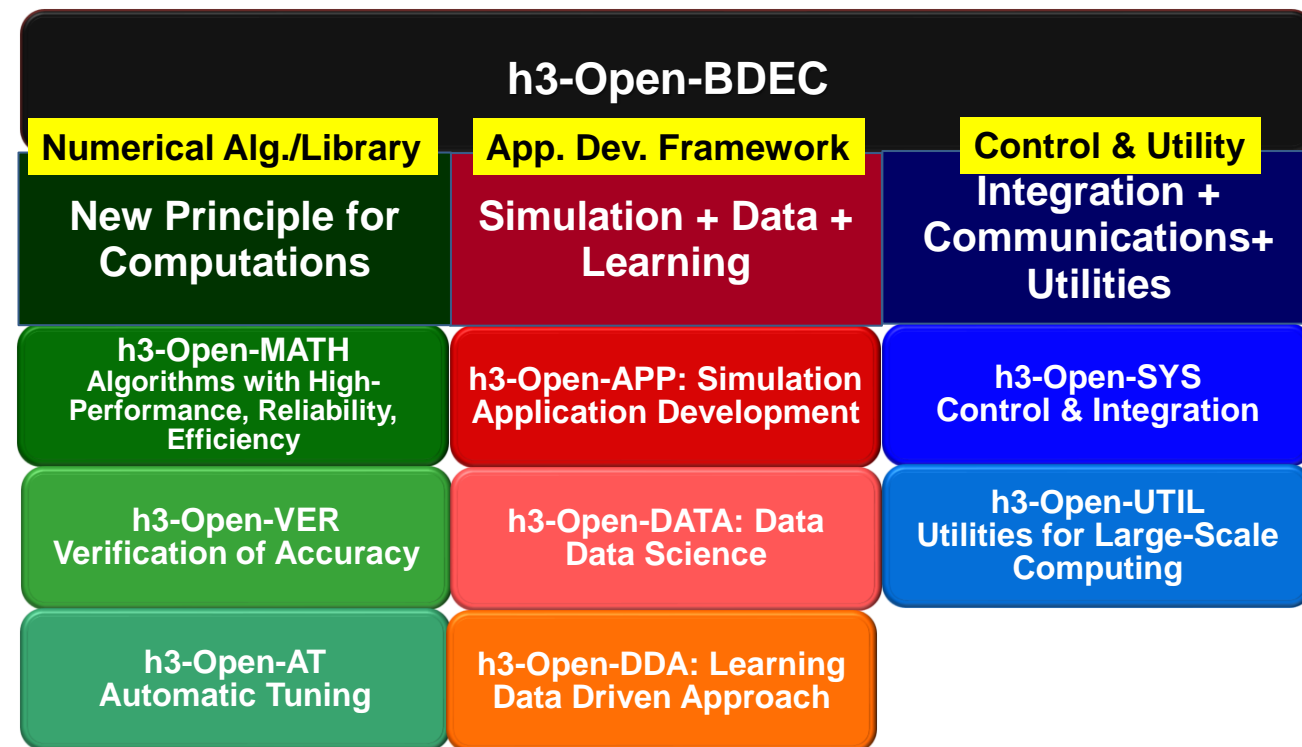 h3-Open-BDEC
Numerical Alg./Library
New Principle for
Computations
h3-Open-MATH
Algorithms with High-
Performance, Reliability,
Efficiency
h3-Open-VER
Verification of Accuracy
h3-Open-AT
Automatic Tuning
App. Dev. Framework
Simulation + Data +
Learning
h3-Open-APP: Simulation
Application Development
h3-Open-DATA: Data
Data Science
h3-Open-DDA: Learning
Data Driven Approach
Control & Utility
Integration +
Communications+
Utilities
h3-Open-SYS
Control & Integration
h3-Open-UTIL
Utilities for Large-Scale
Computing